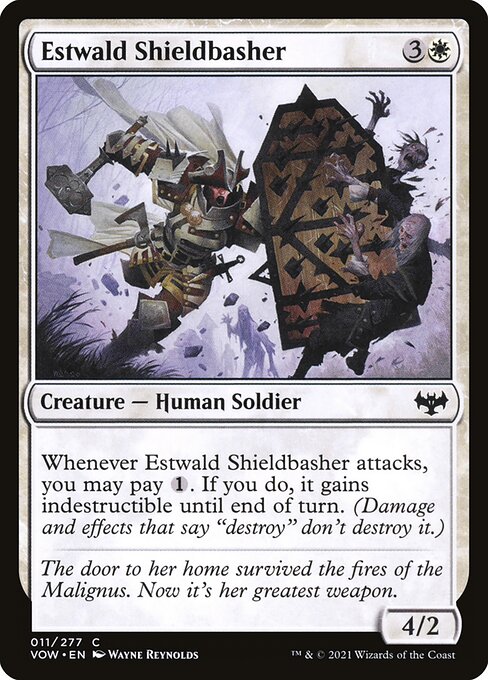 Estwald Shieldbasher 3
Creature — Human Soldier
Whenever Estwald Shieldbasher attacks,
you may pay 1. If you do, it gains
indestructible until end of turn. (Damage
and effects that say “destroy” don’t destroy it.)
The door to her home survived the fires of the
Malignus. Now it’s her greatest weapon.
4/2
011/277 C
VOW • EN Wayne Reynolds
™ & © 2021 Wizards of the Coast